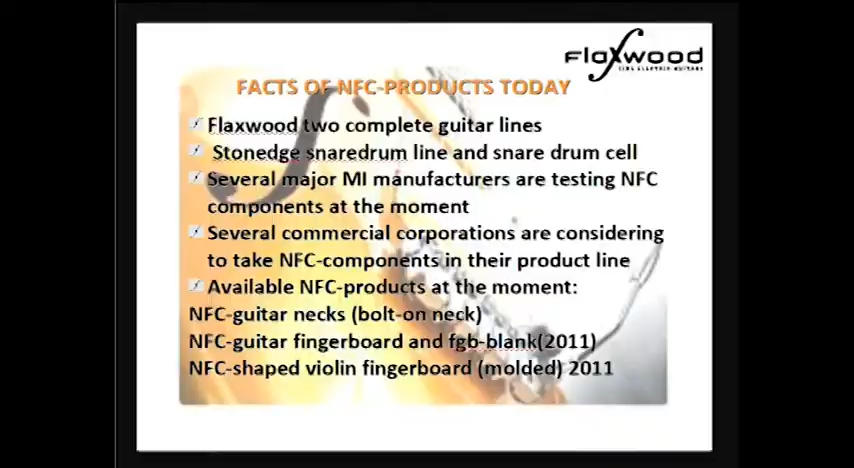 Flaxwood
FINE ELECTRIC GUITARS
FACTS OF NFC-PRODUCTS TODAY
Flaxwood two complete guitar lines
Stonedge snaredrum line and snare drum cell
Several major MI manufacturers are testing NFC
components at the moment
Several commercial corporations are considering
to take NFC-components in their product line
Available NFC-products at the moment:
NFC-guitar necks (bolt-on neck)
NFC-guitar fingerboard and fgb-blank(2011)
NFC-shaped violin fingerboard (molded) 2011